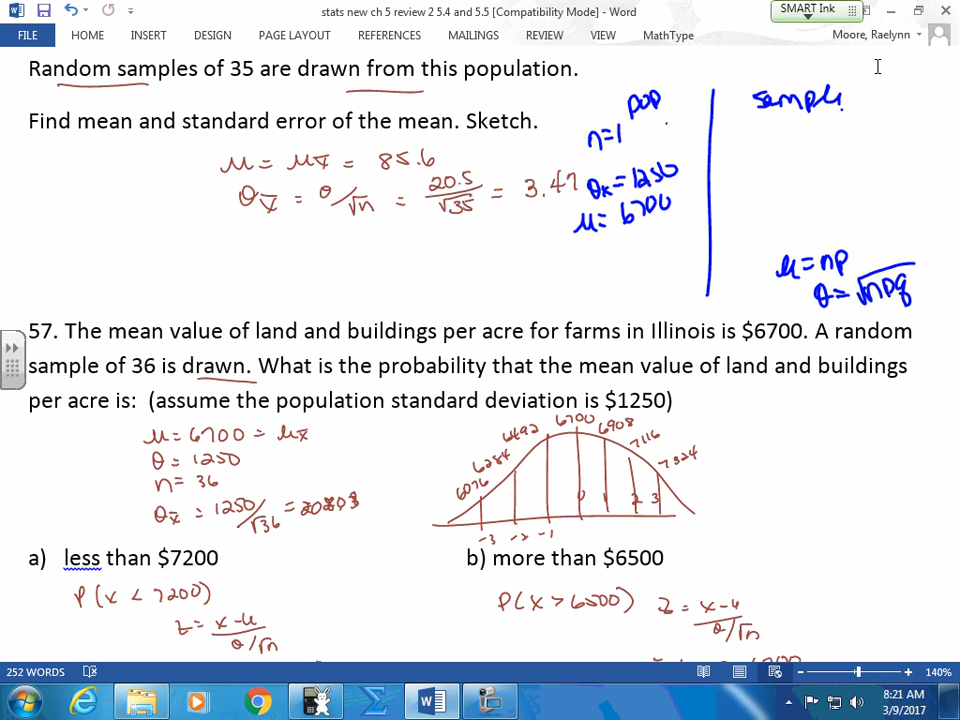 stats new ch 5 review 2 5.4 and 5.5 [Compatibility Mode] - Word
SMART Ink
FILE HOME INSERT DESIGN PAGE LAYOUT REFERENCES MAILINGS REVIEW VIEW MathType Moore, Raelynn
Random samples of 35 are drawn from this population.
pop
sample
Find mean and standard error of the mean. Sketch.
n=1
μ = μx̄ = 85.6
θx̄ = θ/√n = 20.5/√35 = 3.47
θx = 1250
μ = 6700
μ = np
θ = √npq
57. The mean value of land and buildings per acre for farms in Illinois is $6700. A random
sample of 36 is drawn. What is the probability that the mean value of land and buildings
per acre is: (assume the population standard deviation is $1250)
μ = 6700 = μx̄
θ = 1250
n = 36
θx̄ = 1250/√36 =
6076 6284 6492 6700 6908 7116 7324
0 1 2 3
-3 -2 -1
a) less than $7200
b) more than $6500
P(x < 7200)
z = x-μ / θ/√n
P(x > 6500)
z = x-μ / θ/√n
252 WORDS
140%
8:21 AM
3/9/2017